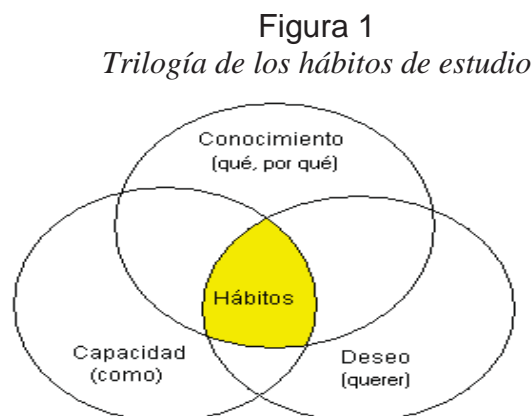 Figura 1
Trilogía de los hábitos de estudio
Conocimiento
(qué, por qué)
Hábitos
Capacidad
(como)
Deseo
(querer)